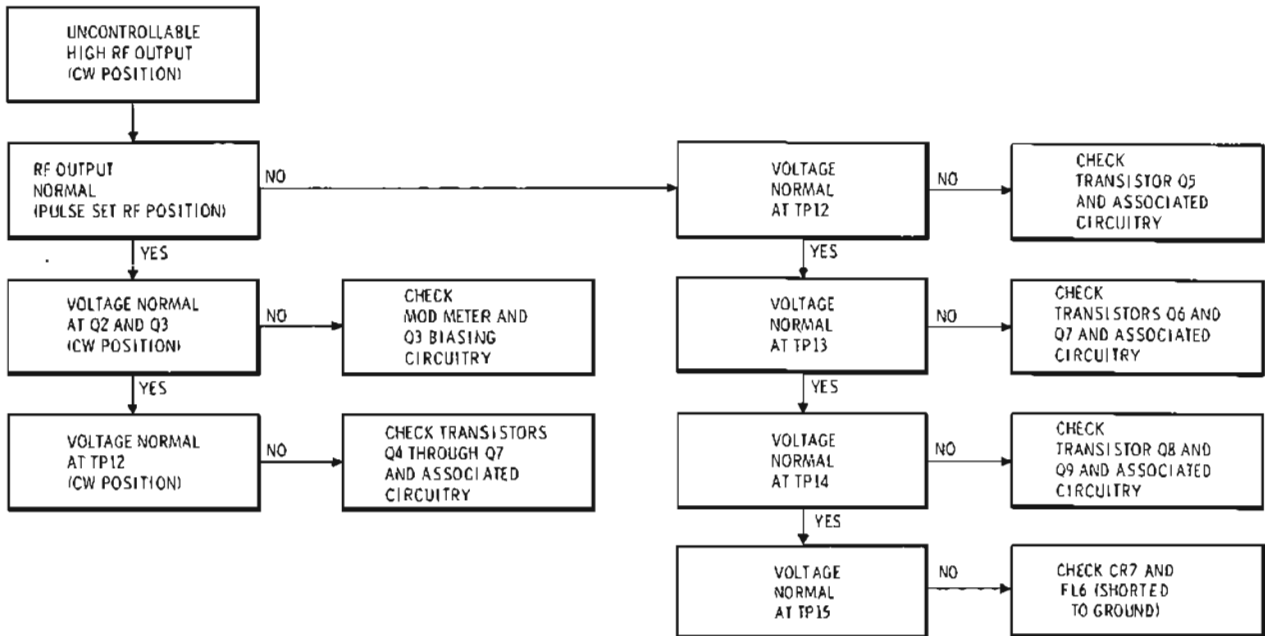 UNCONTROLLABLE
HIGH RF OUTPUT
(CW POSITION)
RF OUTPUT
NORMAL
(PULSE SET RF POSITION)
NO
YES
VOLTAGE NORMAL
AT Q2 AND Q3
(CW POSITION)
NO
CHECK
MOD METER AND
Q3 BIASING
CIRCUITRY
YES
VOLTAGE NORMAL
AT TP12
(CW POSITION)
NO
CHECK TRANSISTORS
Q4 THROUGH Q7
AND ASSOCIATED
CIRCUITRY
VOLTAGE
NORMAL
AT TP12
NO
CHECK
TRANSISTOR Q5
AND ASSOCIATED
CIRCUITRY
YES
VOLTAGE
NORMAL
AT TP13
NO
CHECK
TRANSISTORS Q6 AND
Q7 AND ASSOCIATED
CIRCUITRY
YES
VOLTAGE
NORMAL
AT TP14
NO
CHECK
TRANSISTOR Q8 AND
Q9 AND ASSOCIATED
CIRCUITRY
YES
VOLTAGE
NORMAL
AT TP15
NO
CHECK CR7 AND
FL6 (SHORTED
TO GROUND)